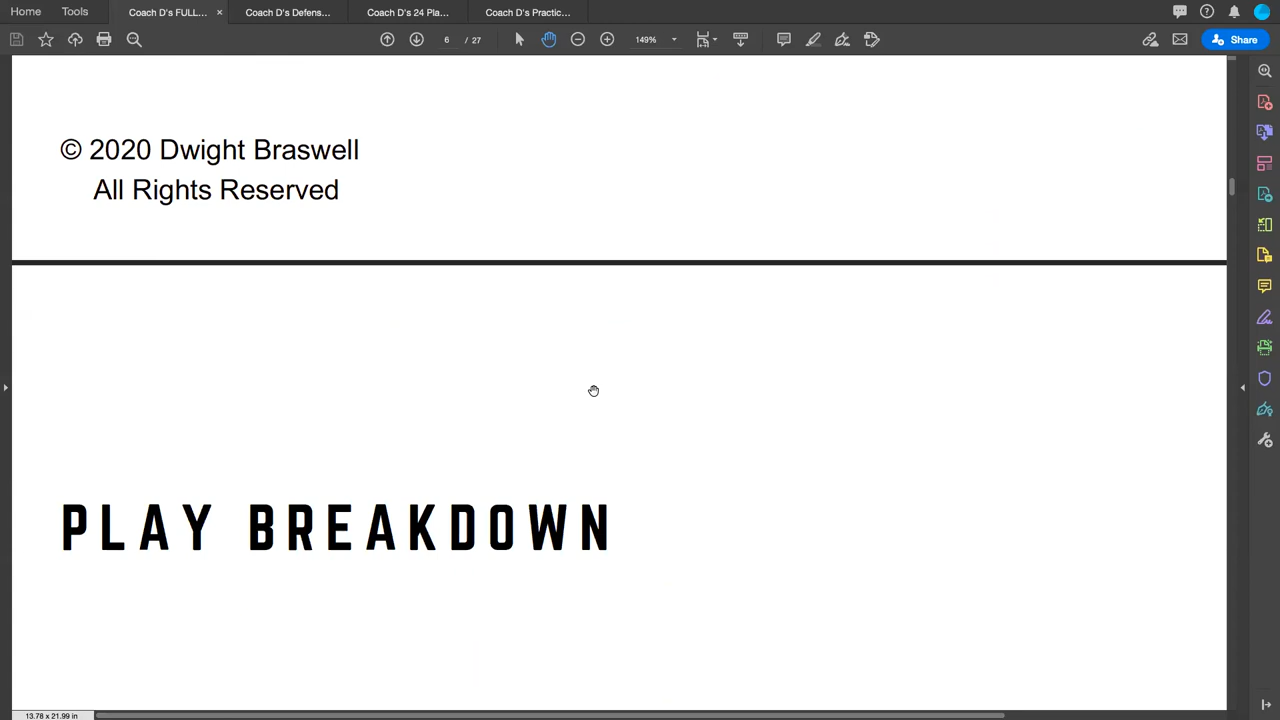 Home
Tools
Coach D's FULL...
×
Coach D's Defens...
Coach D's 24 Pla...
Coach D's Practic...
6 / 27
149%
Share
© 2020 Dwight Braswell
All Rights Reserved
PLAY BREAKDOWN
13.78 x 21.99 in